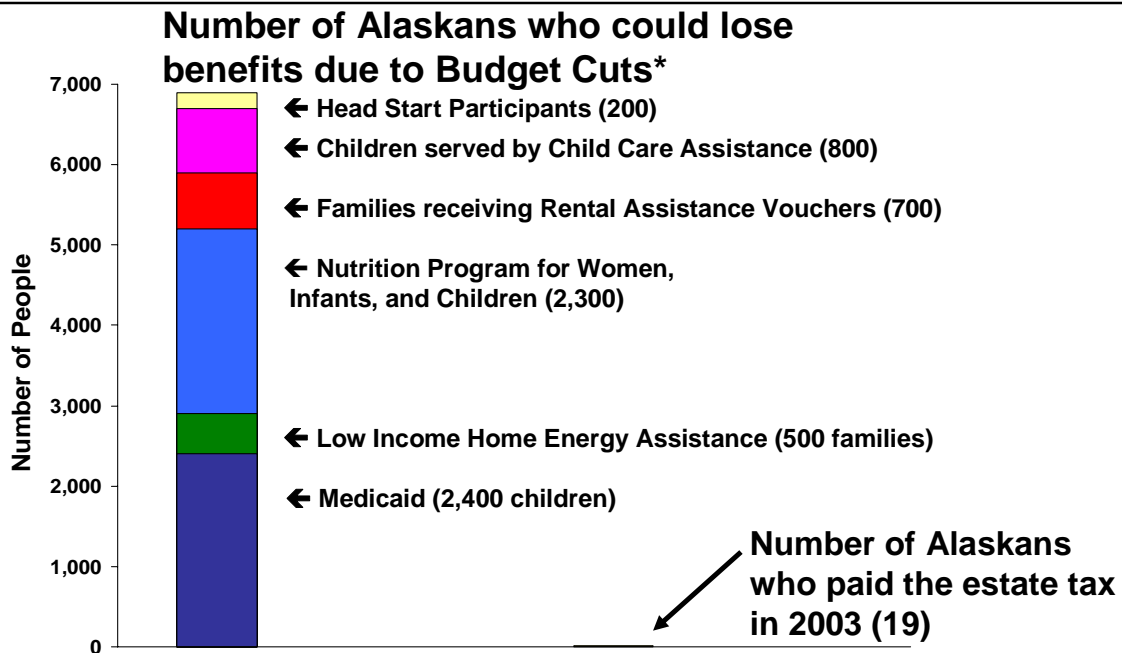 Number of Alaskans who could lose
benefits due to Budget Cuts*
7,000
6,000
5,000
4,000
3,000
2,000
1,000
0
Number of People
← Head Start Participants (200)
← Children served by Child Care Assistance (800)
← Families receiving Rental Assistance Vouchers (700)
← Nutrition Program for Women,
Infants, and Children (2,300)
← Low Income Home Energy Assistance (500 families)
← Medicaid (2,400 children)
Number of Alaskans
who paid the estate tax
in 2003 (19)